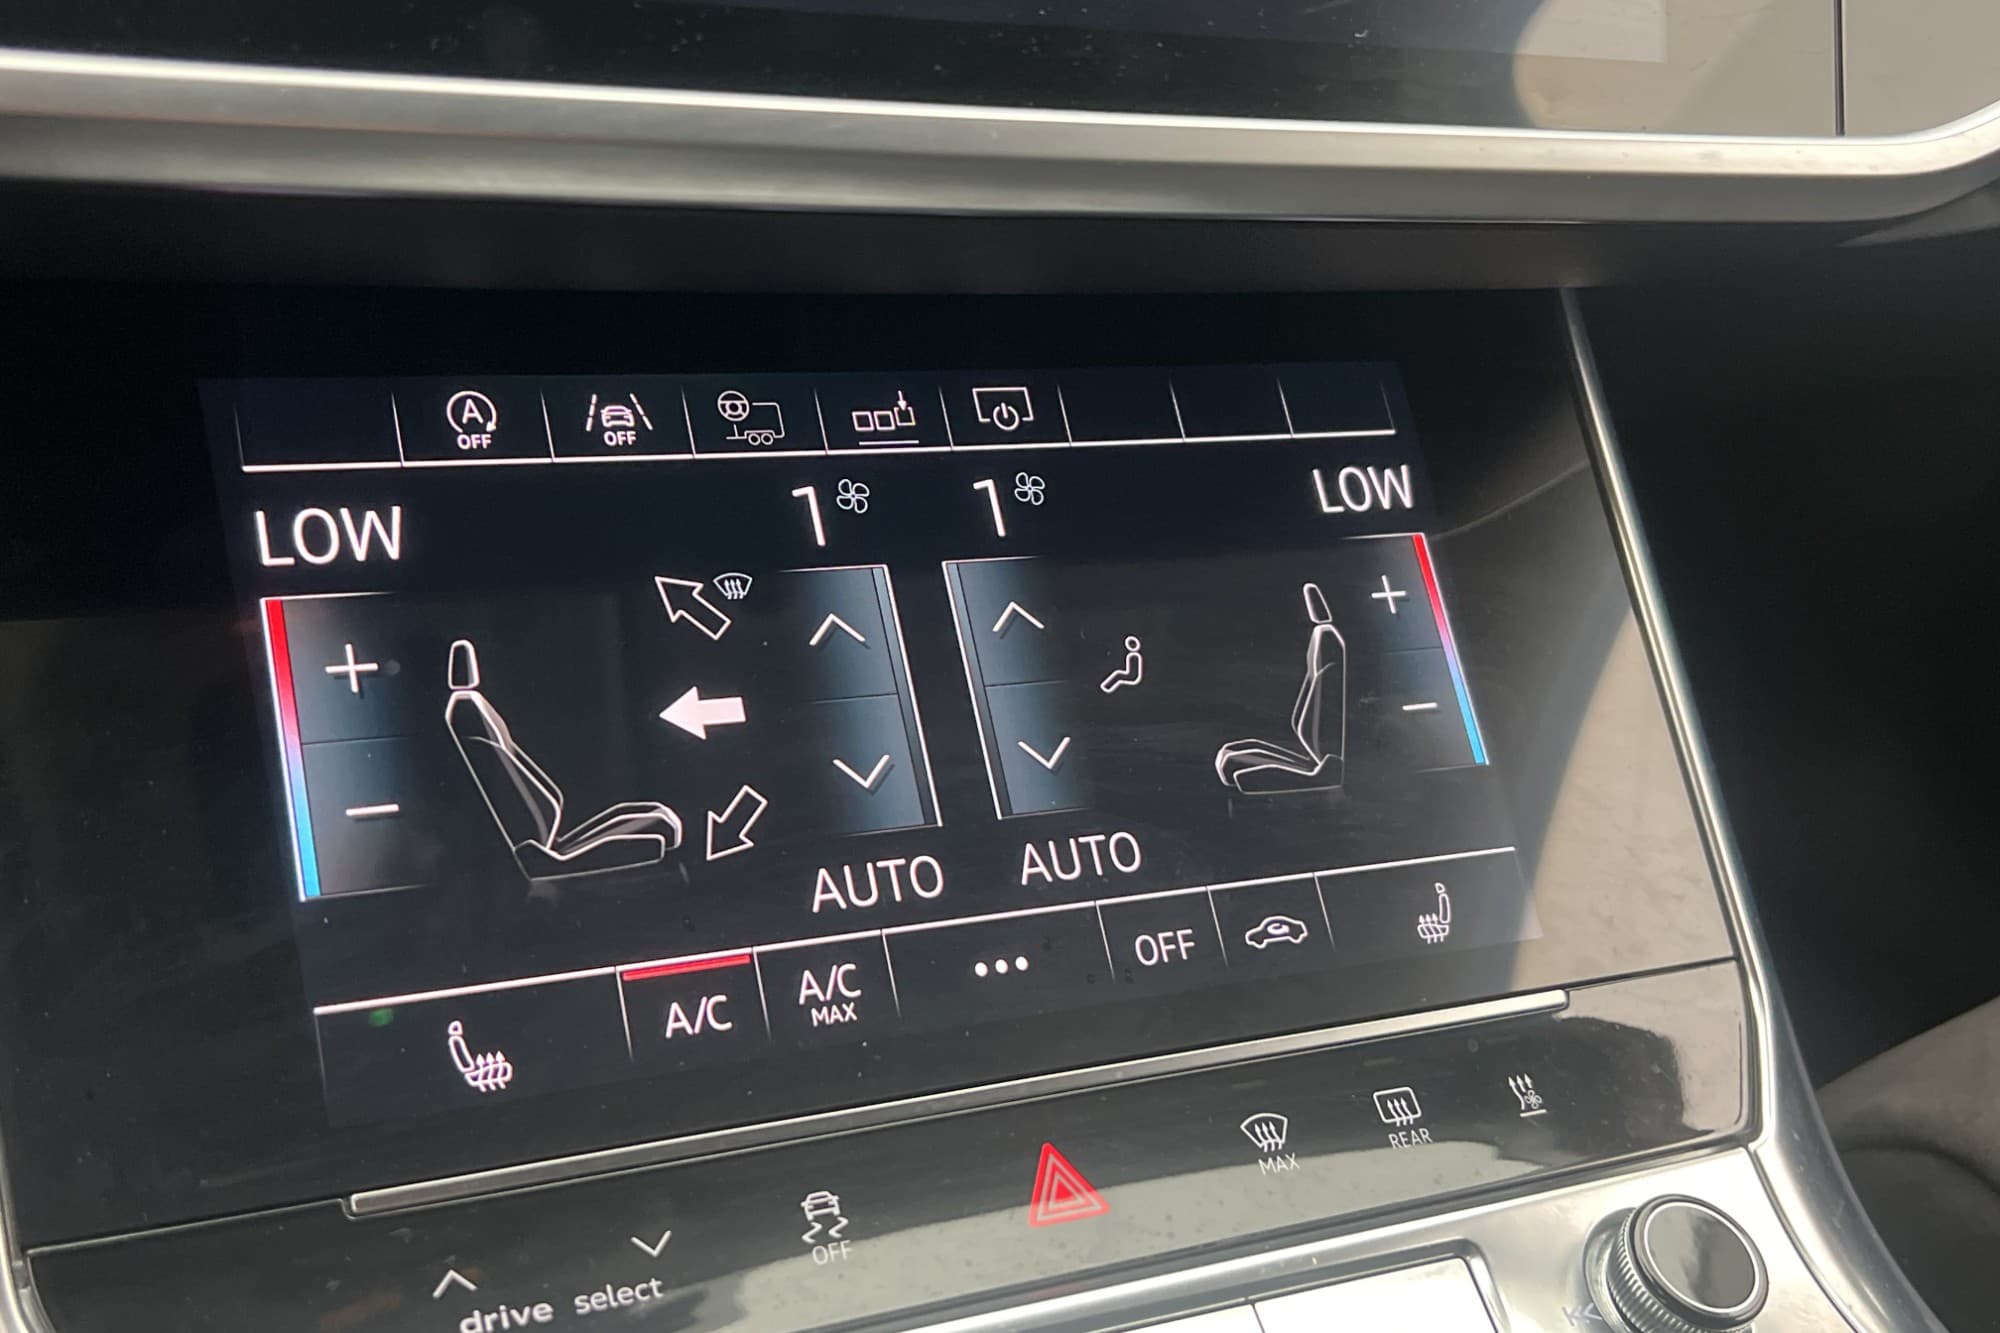 A
OFF
OFF
LOW
1
1
LOW
AUTO
AUTO
A/C
A/C
MAX
OFF
MAX
REAR
OFF
drive select